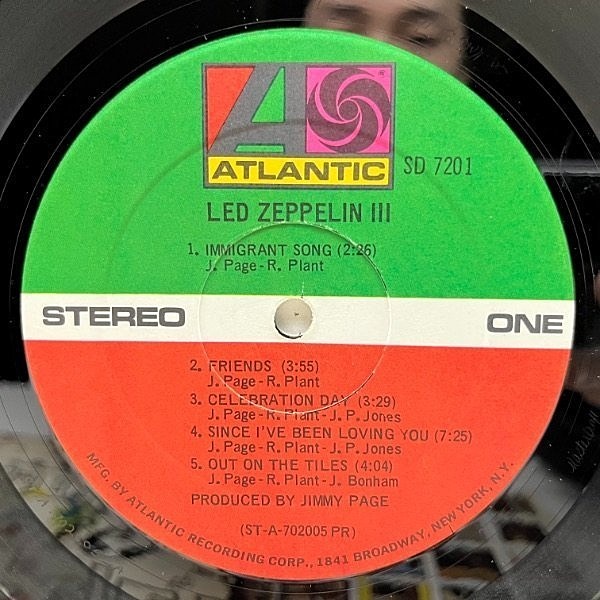 ATLANTIC
SD 7201
LED ZEPPELIN III
1. IMMIGRANT SONG (2:26)
J. Page-R. Plant
STEREO
ONE
2. FRIENDS (3:55)
J. Page-R. Plant
3. CELEBRATION DAY (3:29)
J. Page-R. Plant-J.P.Jones
4. SINCE I'VE BEEN LOVING YOU (7:25)
J. Page-R. Plant-J.P.Jones
5. OUT ON THE TILES (4:04)
J. Page-R. Plant-J. Bonham
PRODUCED BY JIMMY PAGE
(ST-A-702005 PR)
MFG. BY ATLANTIC RECORDING CORP., 1841 BROADWAY, NEW YORK, N.Y.